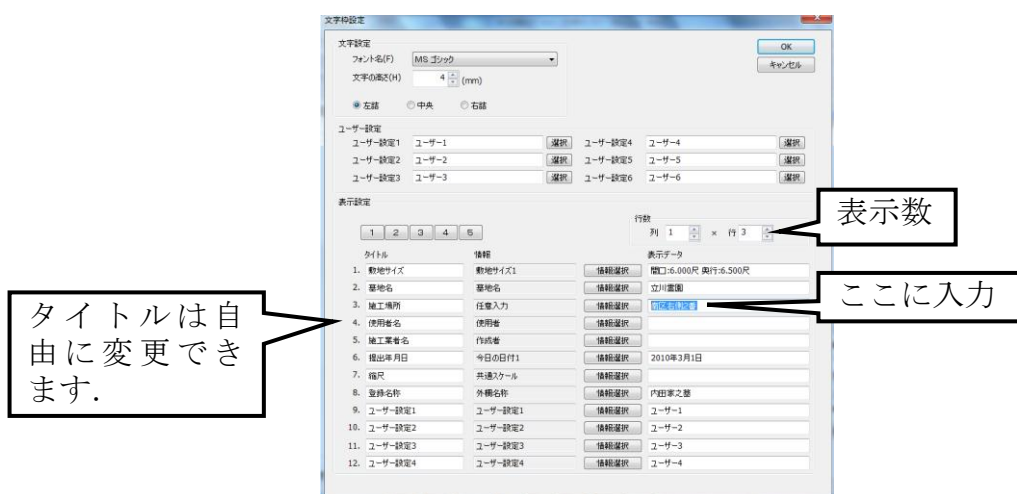 文字枠設定
文字設定
フォント名(F) MS ゴシック
文字の高さ(H) 4 (mm)
左詰 中央 右詰
OK
キャンセル
ユーザー設定
ユーザー設定1 ユーザー1 選択 ユーザー設定4 ユーザー4 選択
ユーザー設定2 ユーザー2 選択 ユーザー設定5 ユーザー5 選択
ユーザー設定3 ユーザー3 選択 ユーザー設定6 ユーザー6 選択
表示設定
1 2 3 4 5
行数
列 1 × 行 3
表示数
タイトル 情報 表示データ
1. 敷地サイズ 敷地サイズ1 情報選択 間口:6.000尺 奥行:6.500尺
2. 墓地名 墓地名 情報選択 立川霊園
3. 施工場所 任意入力 情報選択
ここに入力
4. 使用者名 使用者 情報選択
5. 施工業者名 作成者 情報選択
6. 提出年月日 今日の日付1 情報選択 2010年3月1日
7. 縮尺 共通スケール 情報選択
8. 登録名称 外柵名称 情報選択 内田家之墓
9. ユーザー設定1 ユーザー設定1 情報選択 ユーザー1
10. ユーザー設定2 ユーザー設定2 情報選択 ユーザー2
11. ユーザー設定3 ユーザー設定3 情報選択 ユーザー3
12. ユーザー設定4 ユーザー設定4 情報選択 ユーザー4
タイトルは自
由に変更でき
ます.